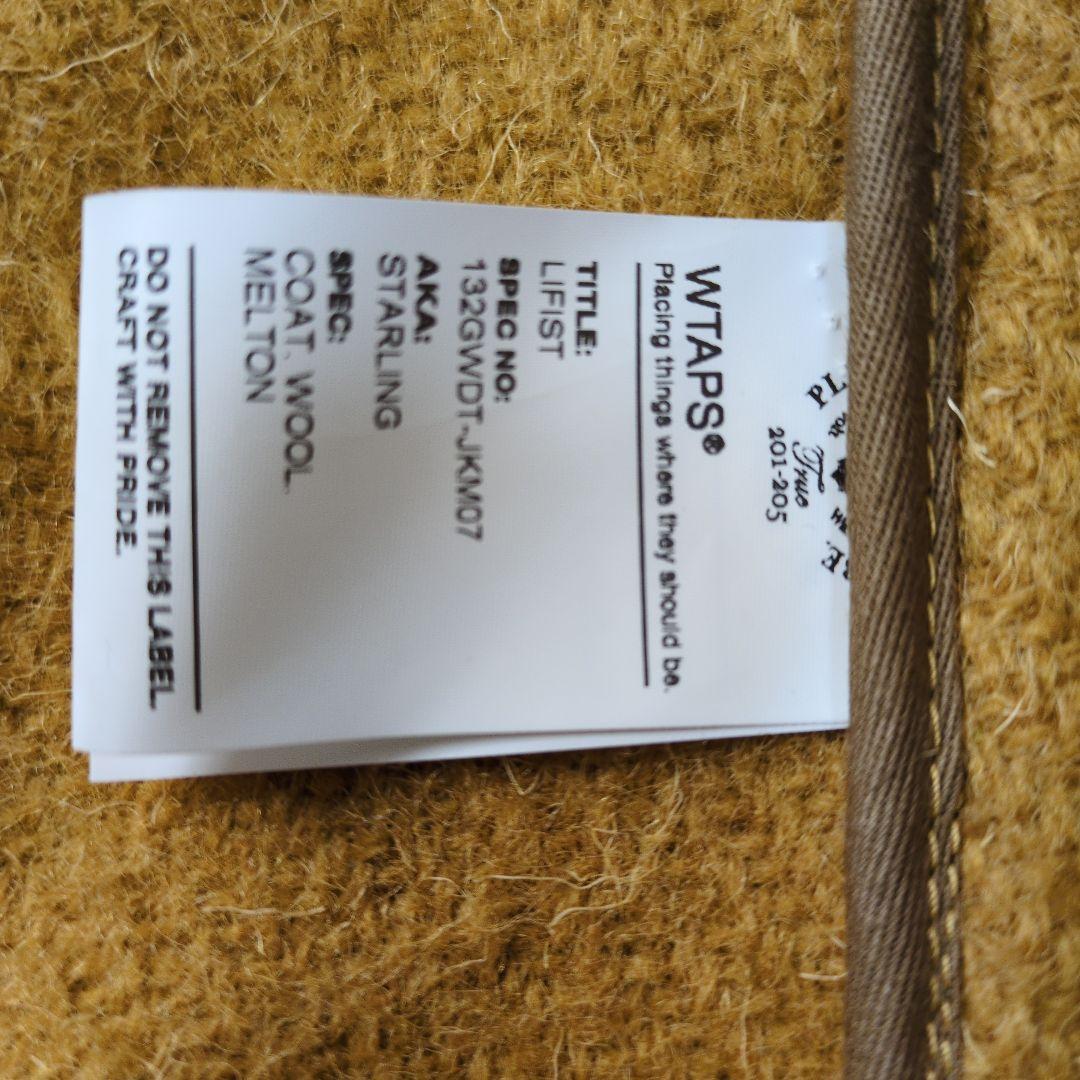 True
201-205
WTAPS®
Placing things where they should be.
TITLE:
LIFIST
SPEC NO:
132GWDT-JKM07
AKA:
STARLING
SPEC:
COAT. WOOL.
MELTON
DO NOT REMOVE THIS LABEL.
CRAFT WITH PRIDE.